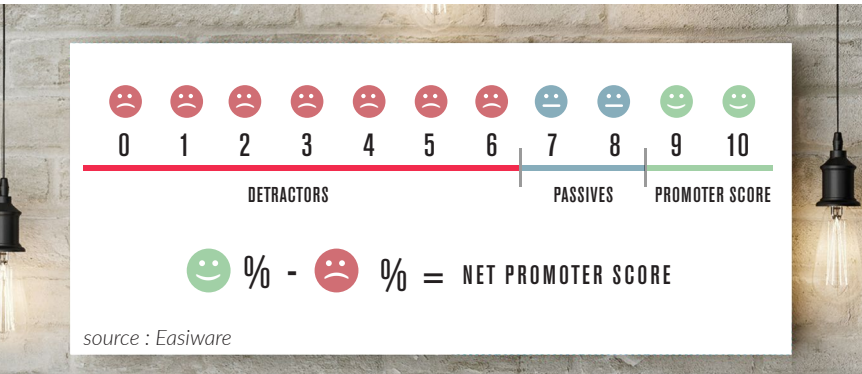 0 1 2 3 4 5 6 7 8 9 10
DETRACTORS PASSIVES PROMOTER SCORE
% - % = NET PROMOTER SCORE
source : Easiware